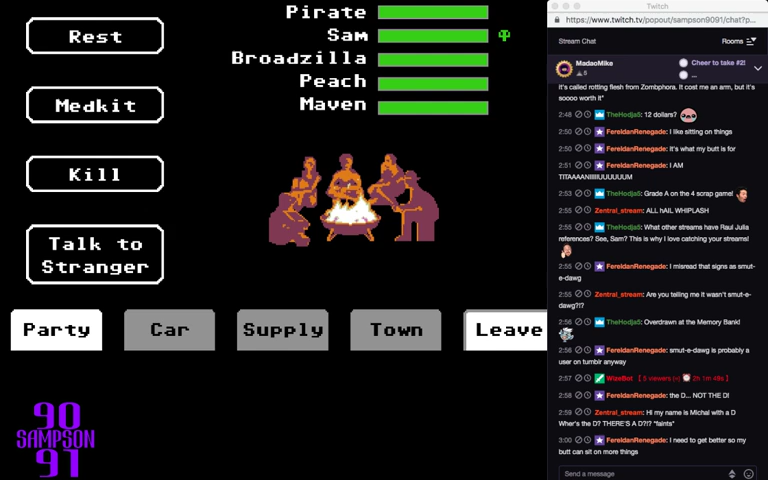 Rest
Medkit
Kill
Talk to
Stranger
Pirate
Sam
Broadzilla
Peach
Maven
Party
Car
Supply
Town
Leave
90
SAMPSON
91
Twitch
https://www.twitch.tv/popout/sampson9091/chat?p...
Stream Chat
Rooms
MadaoMike
6
Cheer to take #2!
...
it's called rotting flesh from Zombphora. It cost me an arm, but it's
soooo worth it*
2:48 TheHodja5: 12 dollars?
2:50 FereldanRenegade: I like sitting on things
2:50 FereldanRenegade: It's what my butt is for
2:51 FereldanRenegade: I AM
2:53 TheHodja5: Grade A on the 4 scrap game!
2:55 Zentral_stream: ALL hAIL WHIPLASH
2:55 TheHodja5: What other streams have Raul Julia
references? See, Sam? This is why I love catching your streams!
2:55 FereldanRenegade: I misread that signs as smut-
e-dawg
2:55 Zentral_stream: Are you telling me it wasn't smut-e-
dawg?!?
2:56 TheHodja5: Overdrawn at the Memory Bank!
2:56 FereldanRenegade: smut-e-dawg is probably a
user on tumblr anyway
2:57 WizeBot
2:58 FereldanRenegade: the D... NOT THE D!
2:59 Zentral_stream: Hi my name is Michal with a D
Wher's the D? THERE'S A D?!? *faints*
3:00 FereldanRenegade: I need to get better so my
butt can sit on more things
Send a message